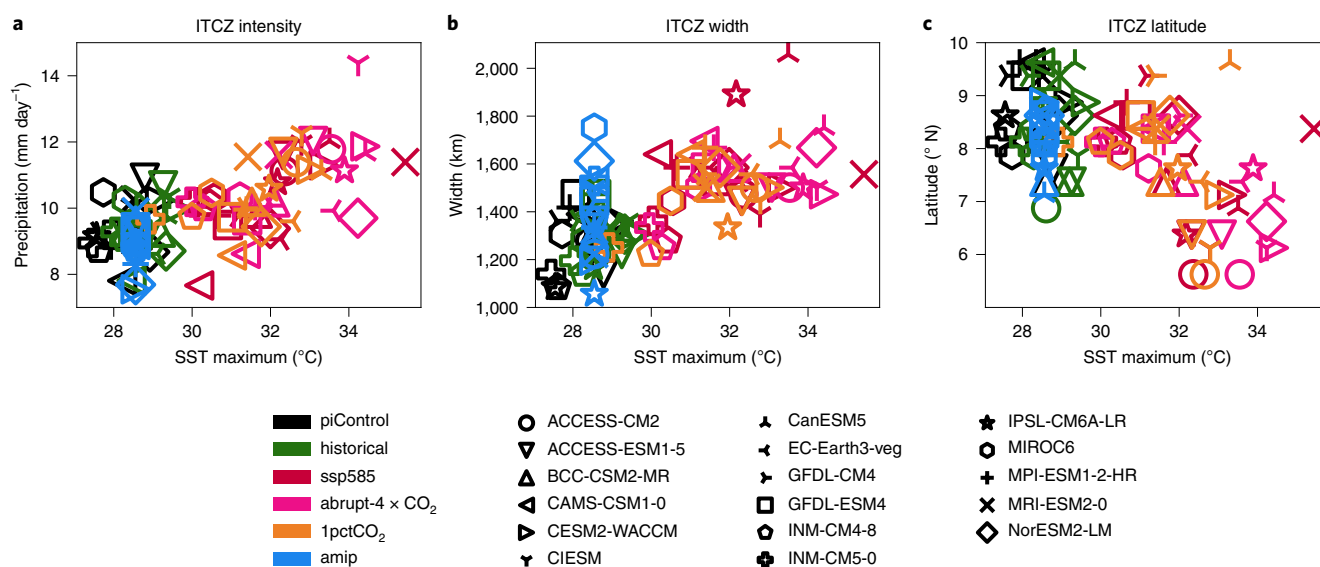 a ITCZ intensity
14
12
10
8
Precipitation (mm day⁻¹)
28 30 32 34
SST maximum (°C)
b ITCZ width
2,000
1,800
1,600
1,400
1,200
1,000
Width (km)
28 30 32 34
SST maximum (°C)
c ITCZ latitude
10
9
8
7
6
Latitude (° N)
28 30 32 34
SST maximum (°C)
piControl
historical
ssp585
abrupt-4 × CO₂
1pctCO₂
amip
ACCESS-CM2
ACCESS-ESM1-5
BCC-CSM2-MR
CAMS-CSM1-0
CESM2-WACCM
CIESM
CanESM5
EC-Earth3-veg
GFDL-CM4
GFDL-ESM4
INM-CM4-8
INM-CM5-0
IPSL-CM6A-LR
MIROC6
MPI-ESM1-2-HR
MRI-ESM2-0
NorESM2-LM